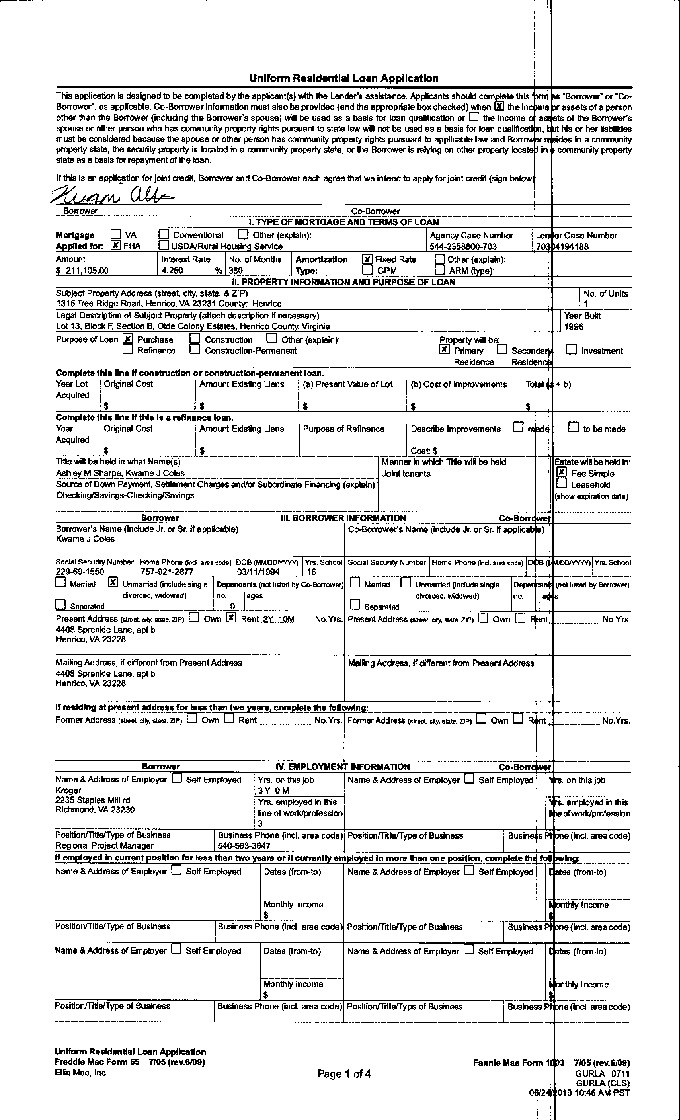 Uniform Residential Loan Application
This application is designed to be completed by the applicant(s) with the Lender's assistance. Applicants should complete this form as "Borrower" or "Co-
Borrower", as applicable. Co-Borrower information must also be provided (and the appropriate box checked) when the income or assets of a person
other than the Borrower (including the Borrower's spouse) will be used as a basis for loan qualification or the income or assets of the Borrower's
spouse or other person who has community property rights pursuant to state law will not be used as a basis for loan qualification, but his or her liabilities
must be considered because the spouse or other person has community property rights pursuant to applicable law and Borrower resides in a community
property state, the security property is located in a community property state, or the Borrower is relying on other property located in a community property
state as a basis for repayment of the loan.
If this is an application for joint credit, Borrower and Co-Borrower each agree that we intend to apply for joint credit (sign below)
Borrower Co-Borrower
I. TYPE OF MORTGAGE AND TERMS OF LOAN
Mortgage VA Conventional Other (explain): Agency Case Number Lender Case Number
Applied for: FHA USDA/Rural Housing Service 70304194188
Amount: Interest Rate No. of Months Amortization Fixed Rate Other (explain):
$ 211,105.00 4.250 % 360 Type: GPM ARM (type):
II. PROPERTY INFORMATION AND PURPOSE OF LOAN
Subject Property Address (street, city, state, & ZIP) No. of Units
1315 Tree Ridge Road, Henrico, VA 23231 County: Henrico 1
Legal Description of Subject Property (attach description if necessary) Year Built
Lot 13, Block F, Section B, Olde Colony Estates, Henrico County Virginia 1996
Purpose of Loan Purchase Construction Other (explain): Property will be:
Refinance Construction-Permanent Primary Residence Secondary Residence Investment
Complete this line if construction or construction-permanent loan.
Year Lot Acquired Original Cost Amount Existing Liens (a) Present Value of Lot (b) Cost of Improvements Total (a + b)
$ $ $ $ $
Complete this line if this is a refinance loan.
Year Acquired Original Cost Amount Existing Liens Purpose of Refinance Describe Improvements made to be made
$ $ Cost: $
Title will be held in what Name(s) Manner in which Title will be held Estate will be held in:
Ashley M Sharpe, Kwame J Coles Joint tenants Fee Simple
Source of Down Payment, Settlement Charges and/or Subordinate Financing (explain) Leasehold
Checking/Savings-Checking/Savings (show expiration date)
Borrower III. BORROWER INFORMATION Co-Borrower
Borrower's Name (include Jr. or Sr. if applicable) Co-Borrower's Name (include Jr. or Sr. if applicable)
Kwame J Coles
Social Security Number Home Phone (incl. area code) DOB (MM/DD/YYYY) Yrs. School Social Security Number Home Phone (incl. area code) DOB (MM/DD/YYYY) Yrs. School
16
Married Unmarried (include single, divorced, widowed) Dependents (not listed by Co-Borrower) Married Unmarried (include single, divorced, widowed) Dependents (not listed by Borrower)
Separated no. ages Separated no. ages
0
Present Address (street, city, state, ZIP) Own Rent 2Y 10M No. Yrs. Present Address (street, city, state, ZIP) Own Rent No. Yrs.
4408 Sprenkle Lane, apt b
Henrico, VA 23228
Mailing Address, if different from Present Address Mailing Address, if different from Present Address
4408 Sprenkle Lane, apt b
Henrico, VA 23228
If residing at present address for less than two years, complete the following:
Former Address (street, city, state, ZIP) Own Rent No. Yrs. Former Address (street, city, state, ZIP) Own Rent No. Yrs.
Borrower IV. EMPLOYMENT INFORMATION Co-Borrower
Name & Address of Employer Self Employed Yrs. on this job Name & Address of Employer Self Employed Yrs. on this job
Kroger 3 Y 0 M
2235 Staples Mill rd Yrs. employed in this line of work/profession Yrs. employed in this line of work/profession
Richmond, VA 23230 3
Position/Title/Type of Business Business Phone (incl. area code) Position/Title/Type of Business Business Phone (incl. area code)
Regional Project Manager 540-563-3947
If employed in current position for less than two years or if currently employed in more than one position, complete the following:
Name & Address of Employer Self Employed Dates (from-to) Name & Address of Employer Self Employed Dates (from-to)
Monthly Income Monthly Income
$ $
Position/Title/Type of Business Business Phone (incl. area code) Position/Title/Type of Business Business Phone (incl. area code)
Name & Address of Employer Self Employed Dates (from-to) Name & Address of Employer Self Employed Dates (from-to)
Monthly Income Monthly Income
$ $
Position/Title/Type of Business Business Phone (incl. area code) Position/Title/Type of Business Business Phone (incl. area code)
Uniform Residential Loan Application
Freddie Mac Form 65 7/05 (rev.6/09) Fannie Mae Form 1003 7/05 (rev.6/09)
Ellie Mae, Inc. Page 1 of 4 GURLA 0711
GURLA (CLS)
10:46 AM PST